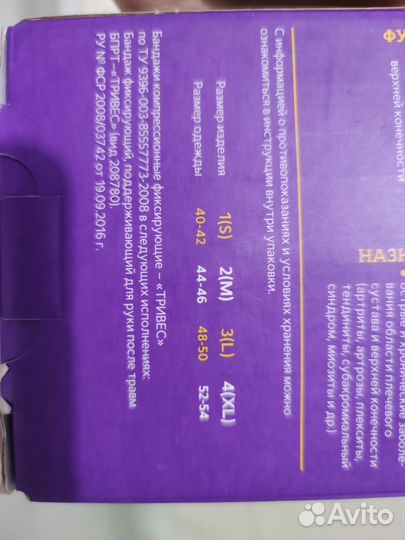 ФУ
верхней конечности
НАЗН
острые и хронические заболе-
вания области плечевого
сустава и верхней конечности
(артриты, артрозы, плекситы,
тендиниты, субакромиальный
синдром, миозиты и др.)
С информацией о противопоказаниях и условиях хранения можно
ознакомиться в инструкции внутри упаковки.
Размер изделия 1(S) 2(M) 3(L) 4(XL)
Размер одежды 40-42 44-46 48-50 52-54
Бандажи компрессионные фиксирующие – «ТРИВЕС»
по ТУ 9396-003-85557773-2008 в следующих исполнениях:
Бандаж фиксирующий, поддерживающий для руки после травм
БПРТ–«ТРИВЕС» (вид 208780).
РУ № ФСР 2008/03742 от 19.09.2016 г.
Avito